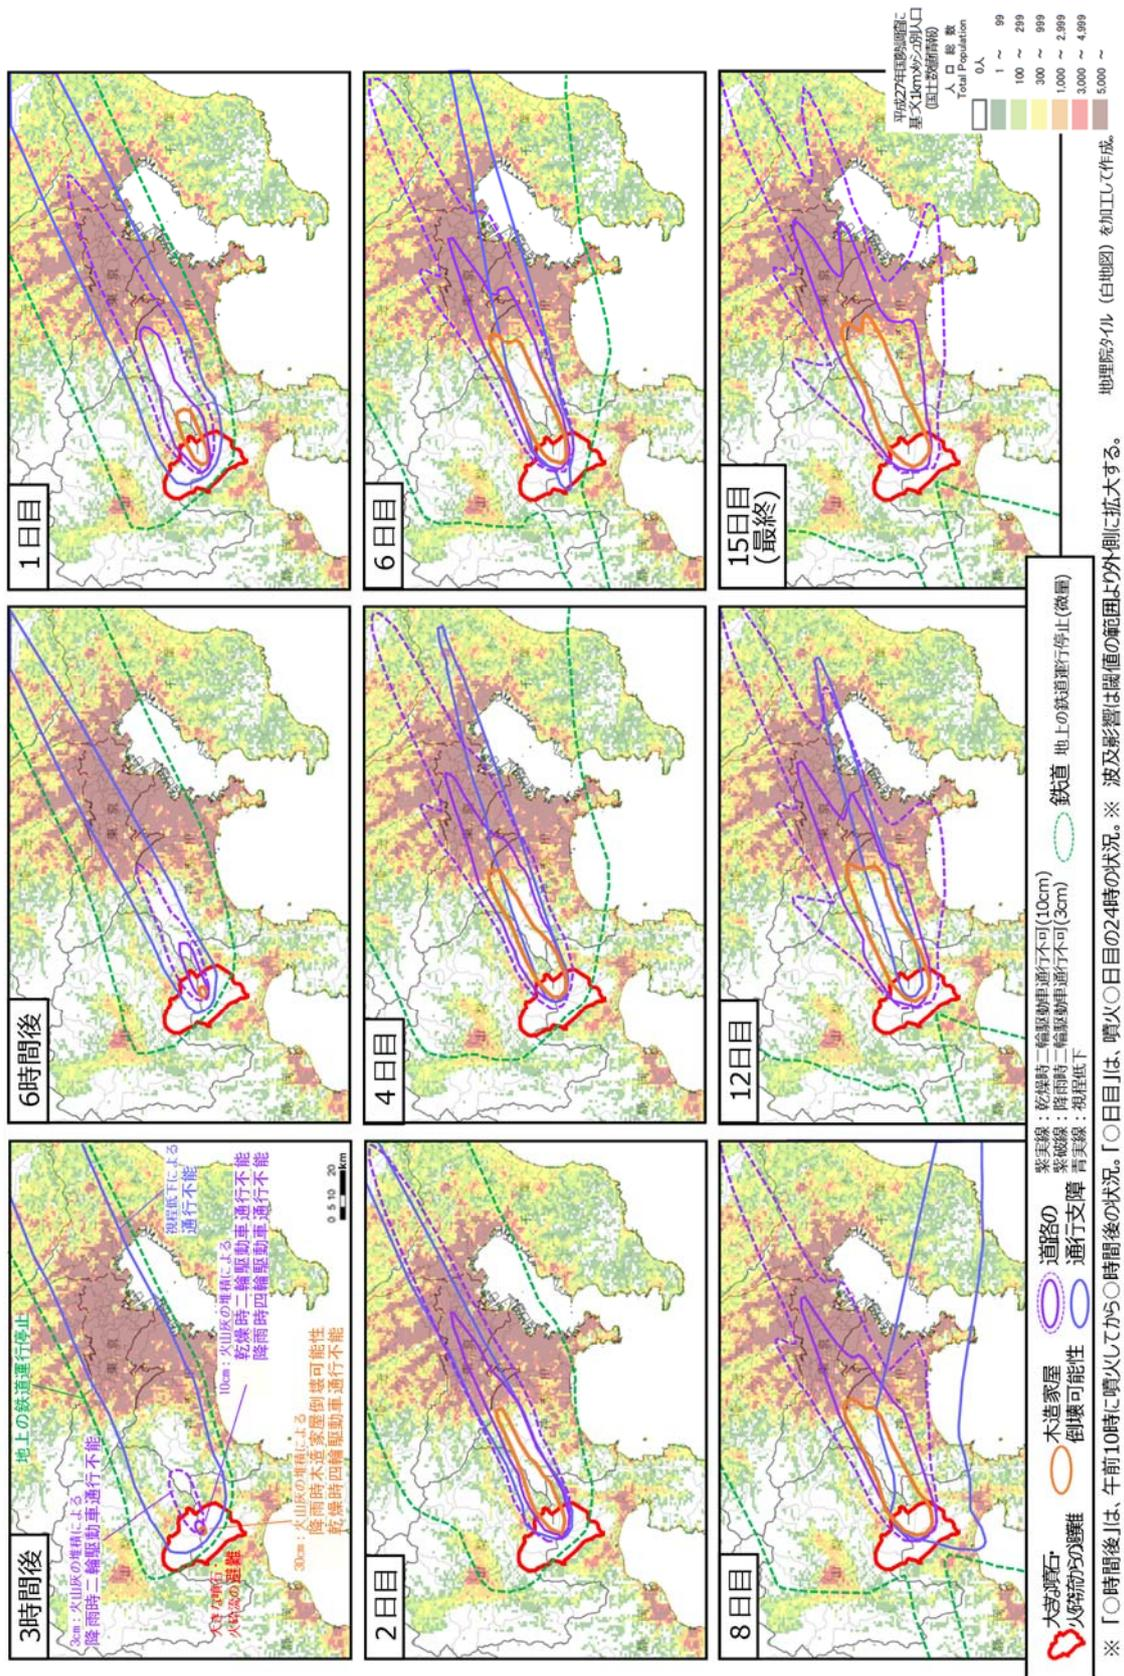 3時間後
地上の鉄道運行停止
3cm:火山灰の堆積による
降雨時二輪駆動車通行不能
視程低下による
通行不能
10cm:火山灰の堆積による
乾燥時二輪駆動車通行不能
降雨時四輪駆動車通行不能
30cm:火山灰の堆積による
降雨時木造家屋倒壊可能性
乾燥時四輪駆動車通行不能
大きな噴石・
火砕流の避難
0 5 10 20
km
6時間後
1日目
2日目
4日目
6日目
8日目
12日目
15日目
(最終)
平成27年国勢調査に
基づく1kmメッシュ別人口
(国土数値情報)
人口総数
Total Population
0人
1 ~ 99
100 ~ 299
300 ~ 999
1,000 ~ 2,999
3,000 ~ 4,999
5,000 ~
大きな噴石・
火砕流からの避難
木造家屋
倒壊可能性
道路の
通行支障
紫実線:乾燥時二輪駆動車通行不可(10cm)
紫破線:降雨時二輪駆動車通行不可(3cm)
青実線:視程低下
鉄道 地上の鉄道運行停止(微量)
※「○時間後」は、午前10時に噴火してから○時間後の状況。「○日目」は、噴火○日目の24時の状況。※ 波及影響は閾値の範囲より外側に拡大する。
地理院タイル(白地図)を加工して作成。